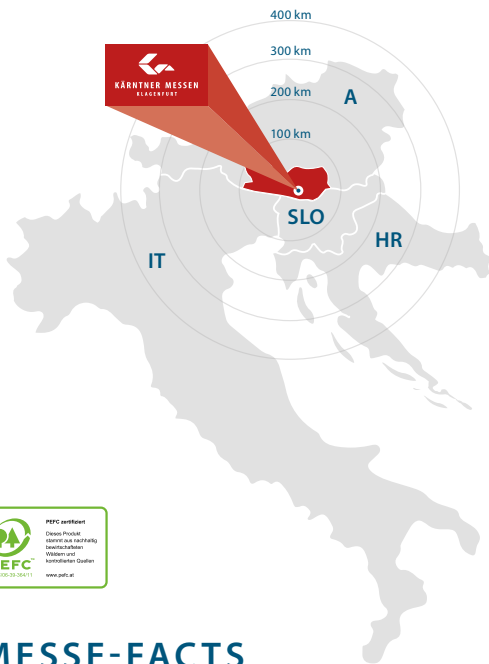 400 km
300 km
200 km
100 km
KÄRNTNER MESSEN
KLAGENFURT
A
SLO
HR
IT
PEFC zertifiziert
Dieses Produkt
stammt aus nachhaltig
bewirtschafteten
Wäldern und
kontrollierten Quellen
www.pefc.at
MESSE-FACTS